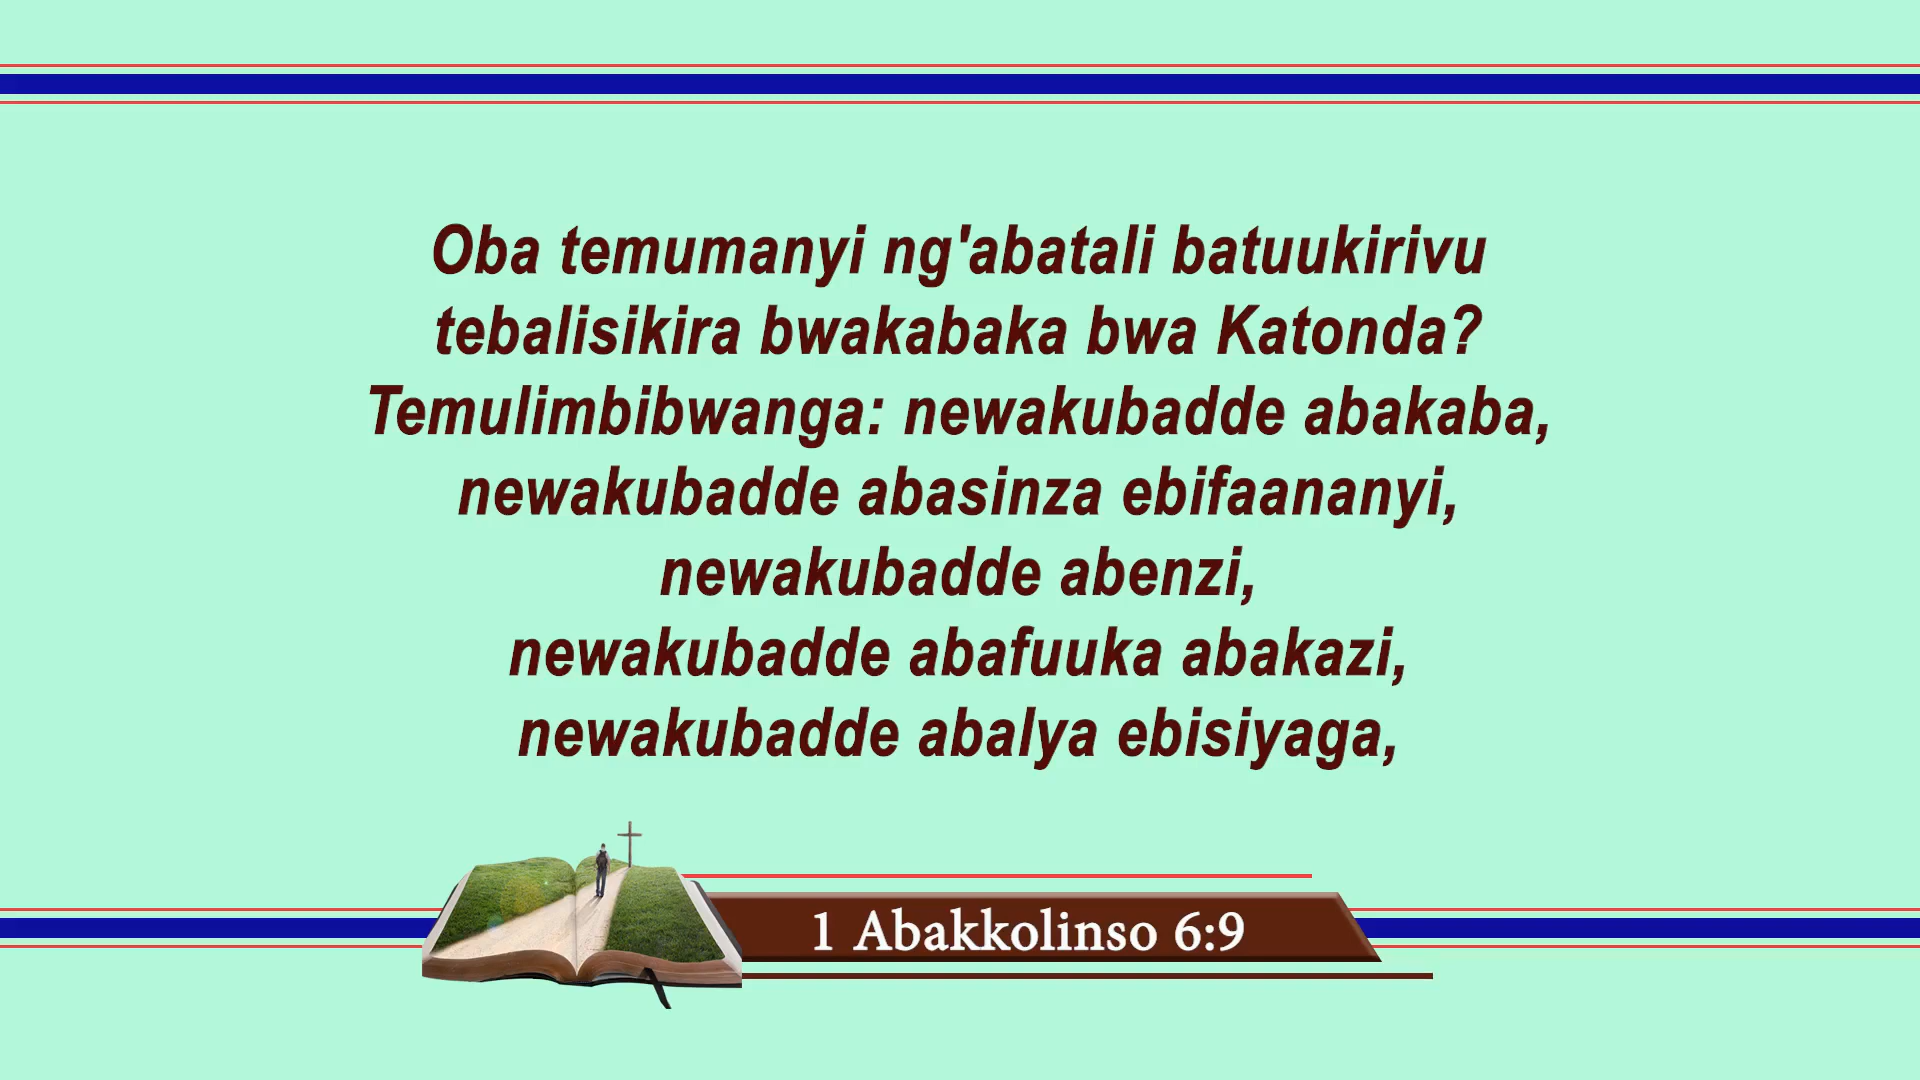 Oba temumanyi ng'abatali batuukirivu
tebalisikira bwakabaka bwa Katonda?
Temulimbibwanga: newakubadde abakaba,
newakubadde abasinza ebifaananyi,
newakubadde abenzi,
newakubadde abafuuka abakazi,
newakubadde abalya ebisiyaga,
1 Abakkolinso 6:9